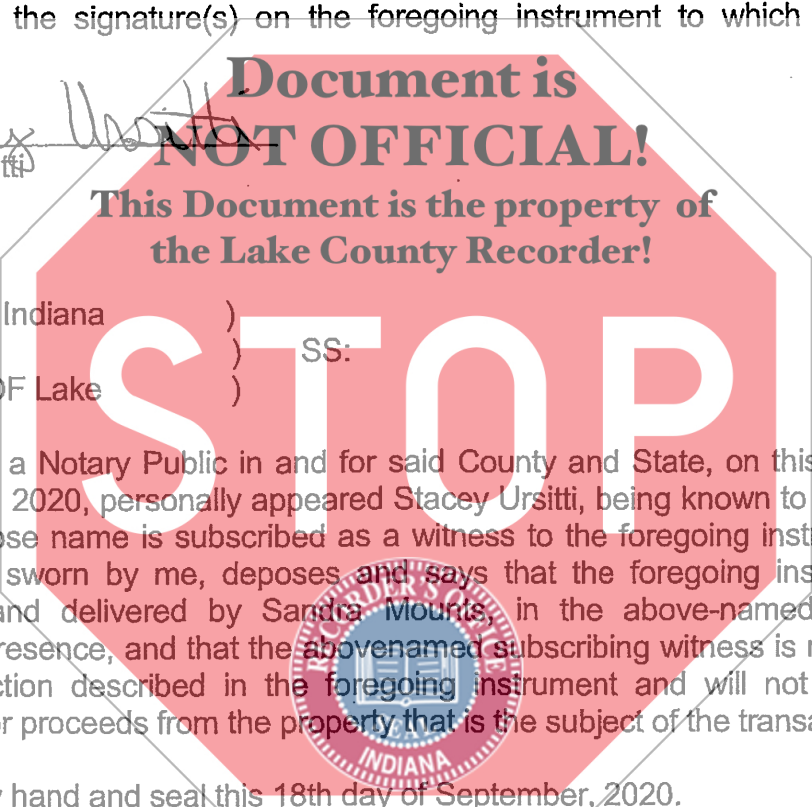 the signature(s) on the foregoing instrument to which
Document is
Ursitti
NOT OFFICIAL!
tti
This Document is the property of
the Lake County Recorder!
Indiana )
) SS:
OF Lake )
STOP
a Notary Public in and for said County and State, on this
2020, personally appeared Stacey Ursitti, being known to
ose name is subscribed as a witness to the foregoing inst
sworn by me, deposes and says that the foregoing ins
and delivered by Sandra Mounts, in the above-named
resence, and that the abovenamed subscribing witness is
ction described in the foregoing instrument and will not
r proceeds from the property that is the subject of the transa
RECORDER'S OFFICE
SEAL
INDIANA
y hand and seal this 18th day of September, 2020.